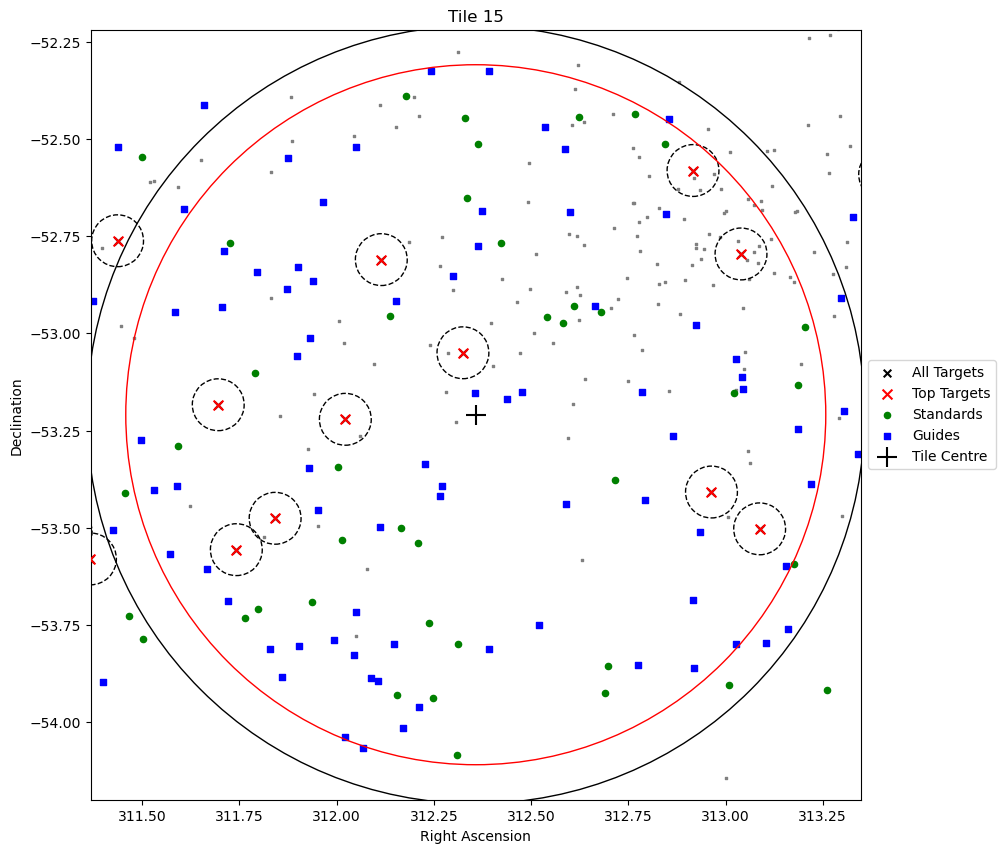 Tile 15
−52.25
−52.50
−52.75
−53.00
−53.25
−53.50
−53.75
−54.00
Declination
311.50
311.75
312.00
312.25
312.50
312.75
313.00
313.25
Right Ascension
All Targets
Top Targets
Standards
Guides
Tile Centre